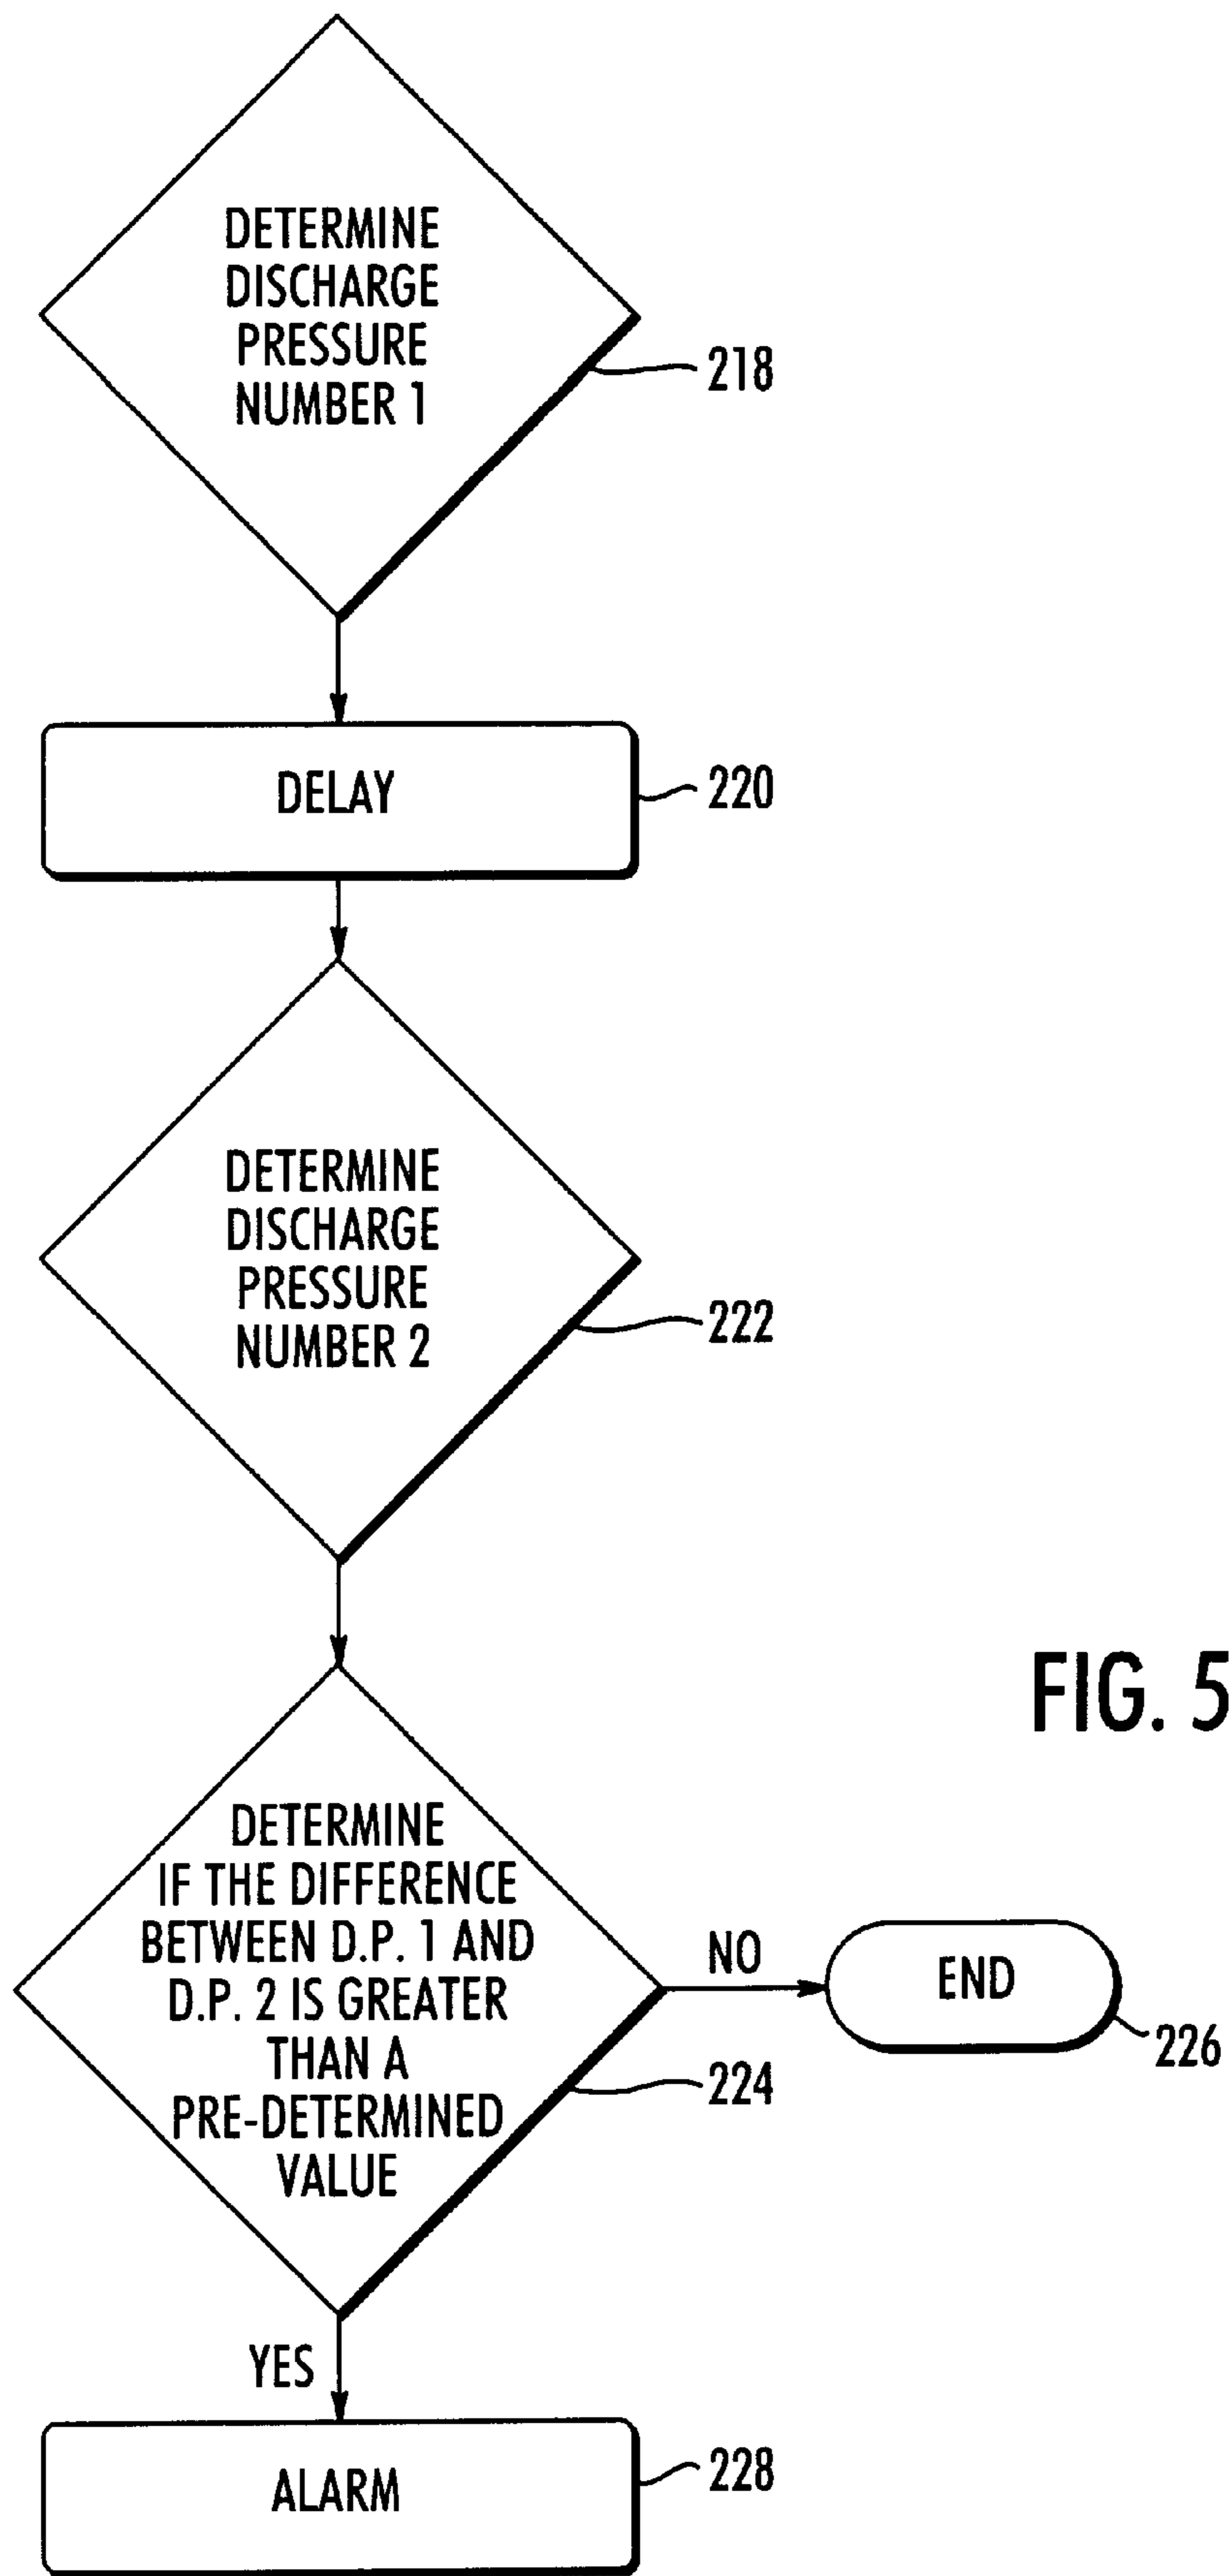 DETERMINE
DISCHARGE
PRESSURE
NUMBER 1
218
DELAY
220
DETERMINE
DISCHARGE
PRESSURE
NUMBER 2
222
FIG. 5
DETERMINE
IF THE DIFFERENCE
BETWEEN D.P. 1 AND
D.P. 2 IS GREATER
THAN A
PRE-DETERMINED
VALUE
224
NO
END
226
YES
ALARM
228